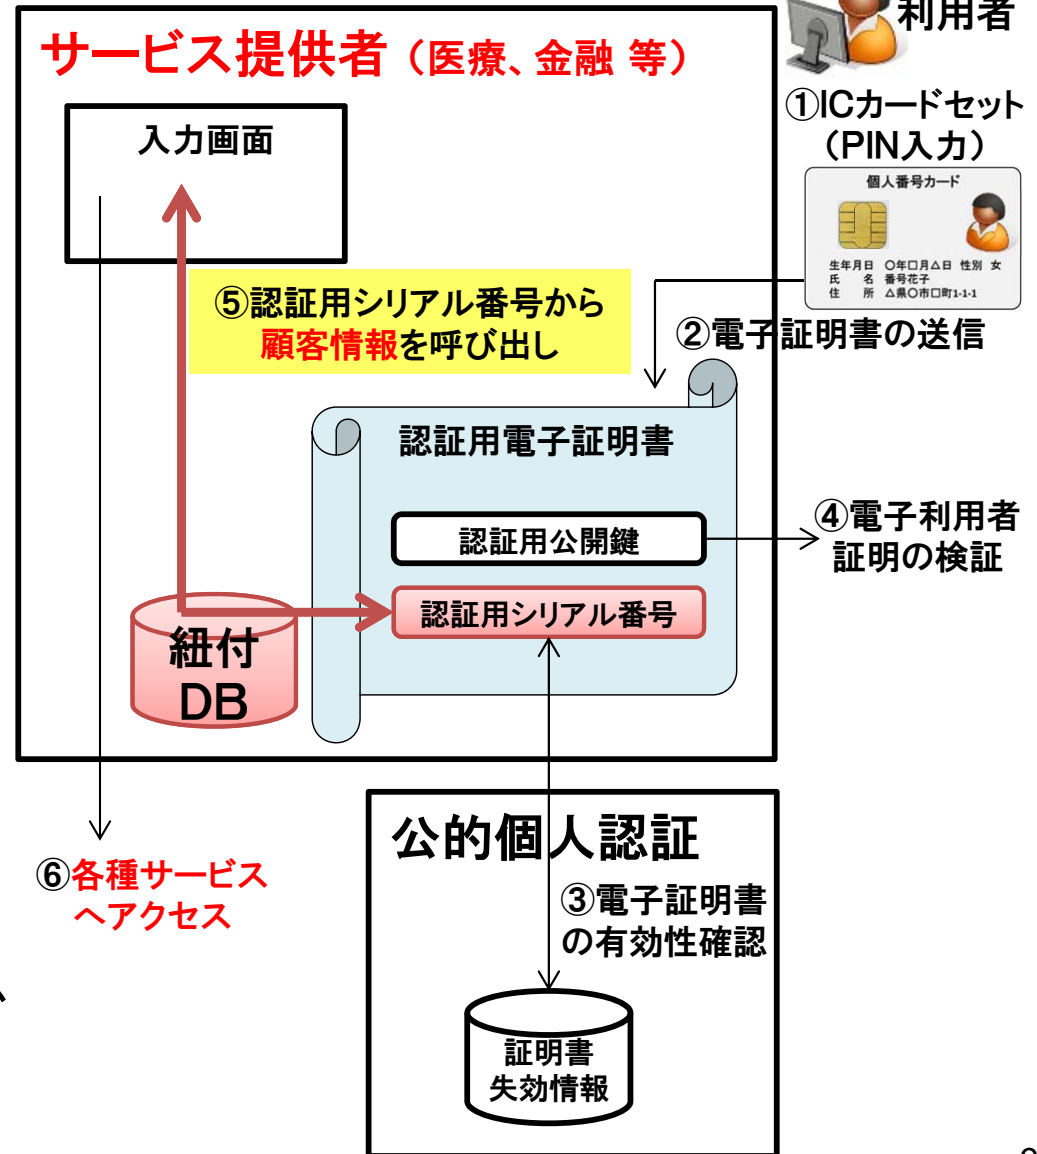 サービス提供者（医療、金融 等）
利用者
入力画面
①ICカードセット
（PIN入力）
個人番号カード
生年月日 〇年□月△日 性別 女
氏 名 番号花子
住 所 △県〇市□町1-1-1
②電子証明書の送信
⑤認証用シリアル番号から
顧客情報を呼び出し
認証用電子証明書
認証用公開鍵
④電子利用者
証明の検証
認証用シリアル番号
紐付
DB
公的個人認証
③電子証明書
の有効性確認
⑥各種サービス
へアクセス
証明書
失効情報